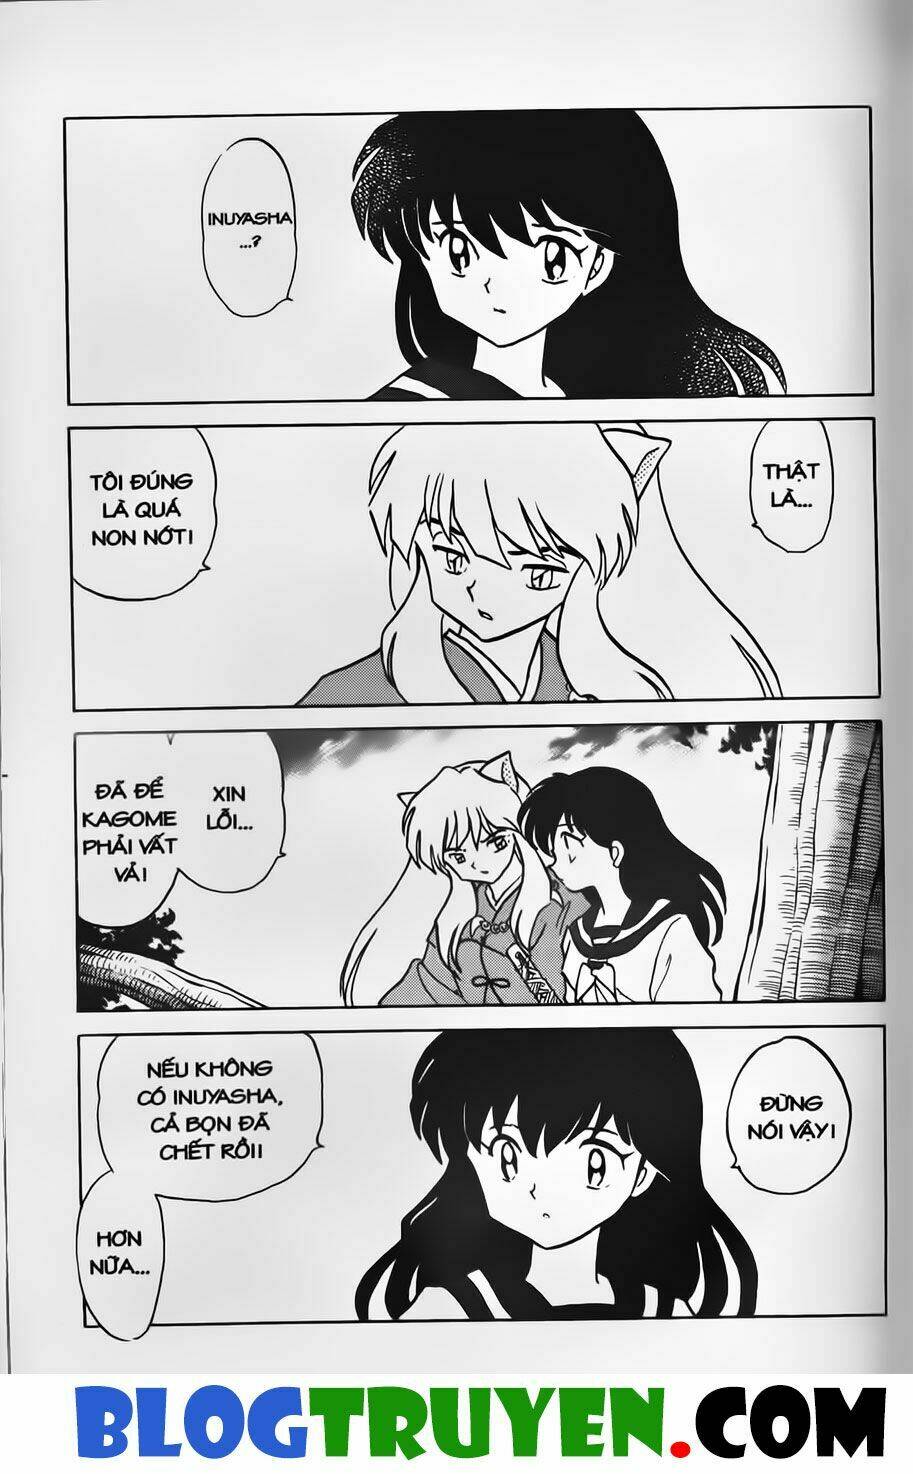 INUYASHA
...?
THẬT
LÀ...
TÔI ĐÚNG
LÀ QUÁ
NON NỚT!
XIN
LỖI...
ĐÃ ĐỂ
KAGOME
PHẢI VẤT
VẢ!
ĐỪNG
NÓI VẬY!
NẾU KHÔNG
CÓ INUYASHA,
CẢ BỌN ĐÃ
CHẾT RỒI!
HƠN
NỮA...
BLOGTRUYEN.COM